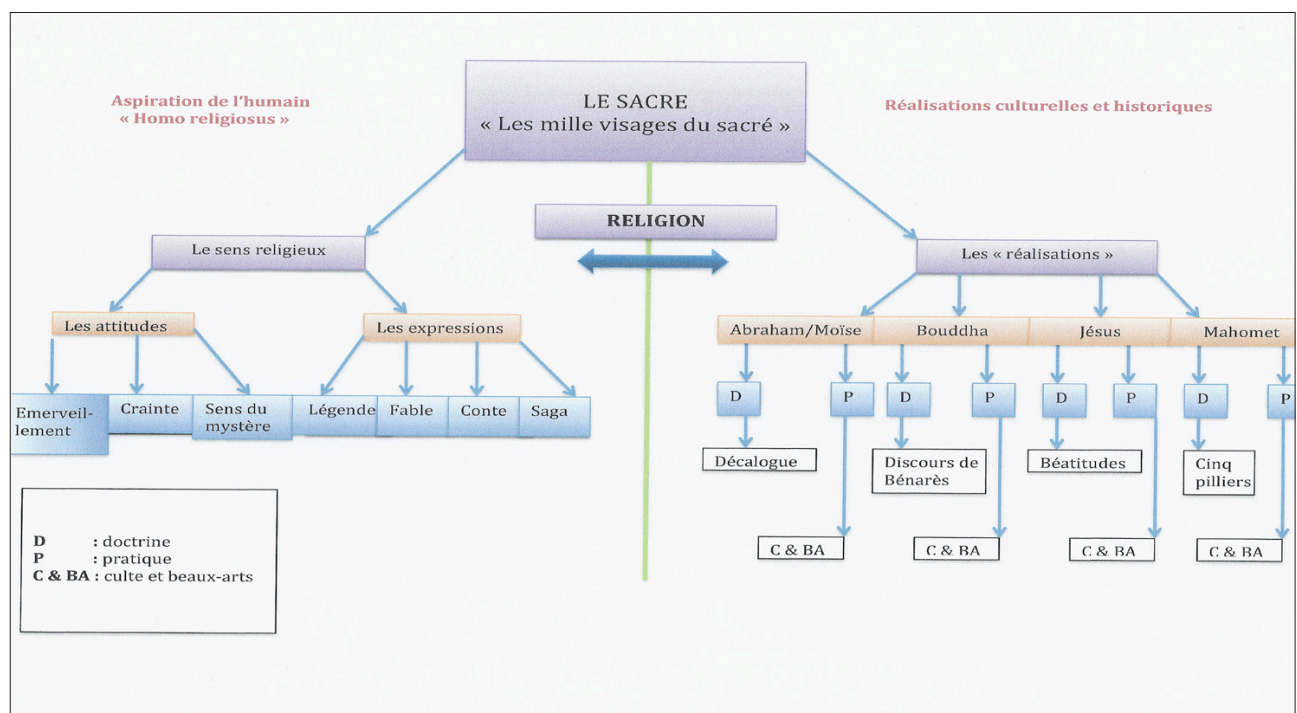 LE SACRE
« Les mille visages du sacré »
Aspiration de l'humain
« Homo religiosus »
Réalisations culturelles et historiques
RELIGION
Le sens religieux
Les « réalisations »
Les attitudes
Les expressions
Abraham/Moïse
Bouddha
Jésus
Mahomet
Emerveil-
lement
Crainte
Sens du
mystère
Légende
Fable
Conte
Saga
D
P
D
P
D
P
D
P
Décalogue
Discours de
Bénarès
Béatitudes
Cinq
pilliers
C & BA
C & BA
C & BA
C & BA
D : doctrine
P : pratique
C & BA : culte et beaux-arts